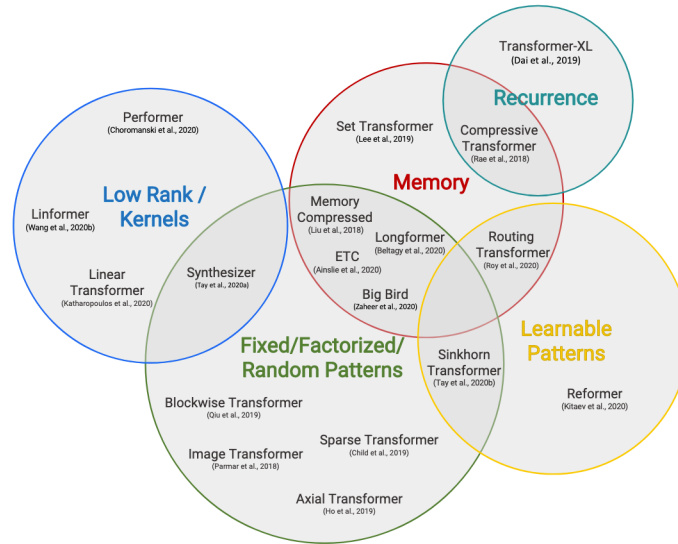 Transformer-XL
(Dai et al., 2019)
Recurrence
Performer
(Choromanski et al., 2020)
Set Transformer
(Lee et al., 2019)
Compressive
Transformer
(Rae et al., 2018)
Memory
Low Rank /
Kernels
Memory
Compressed
(Liu et al., 2018)
Linformer
(Wang et al., 2020b)
Longformer
(Beltagy et al., 2020)
Routing
Transformer
(Roy et al., 2020)
ETC
(Ainslie et al., 2020)
Linear
Transformer
(Katharopoulos et al., 2020)
Synthesizer
(Tay et al., 2020a)
Big Bird
(Zaheer et al., 2020)
Learnable
Patterns
Fixed/Factorized/
Random Patterns
Sinkhorn
Transformer
(Tay et al., 2020b)
Reformer
(Kitaev et al., 2020)
Blockwise Transformer
(Qiu et al., 2019)
Sparse Transformer
(Child et al., 2019)
Image Transformer
(Parmar et al., 2018)
Axial Transformer
(Ho et al., 2019)